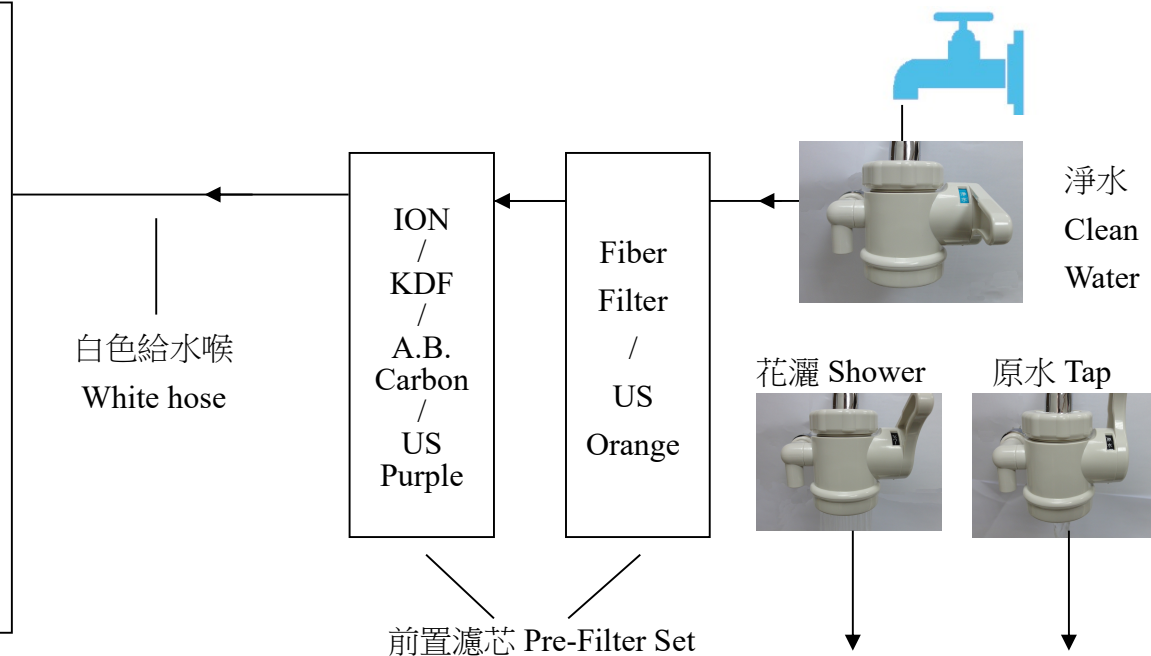 淨水
Clean
Water
ION
/
KDF
/
A.B.
Carbon
/
US
Purple
Fiber
Filter
/
US
Orange
白色給水喉
White hose
花灑 Shower
原水 Tap
前置濾芯 Pre-Filter Set